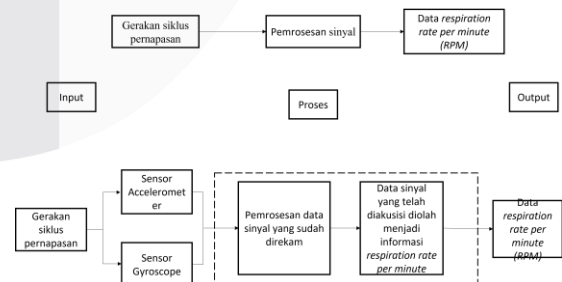 Gerakan siklus
pernapasan
Pemrosesan sinyal
Data respiration
rate per minute
(RPM)
Input
Proses
Output
Gerakan
siklus
pernapasan
Sensor
Acceleromet
er
Sensor
Gyroscope
Pemrosesan data
sinyal yang sudah
direkam
Data sinyal
yang telah
diakusisi diolah
menjadi
informasi
respiration rate
per minute
Data
respiration
rate per
minute
(RPM)